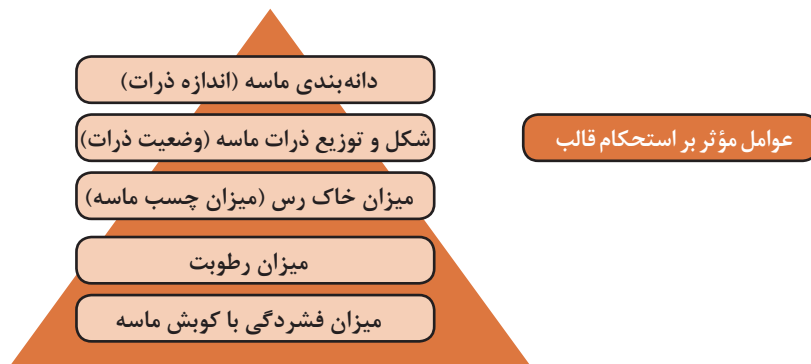 دانه‌بندی ماسه (اندازه ذرات)
شکل و توزیع ذرات ماسه (وضعیت ذرات)
عوامل مؤثر بر استحکام قالب
میزان خاک رس (میزان چسب ماسه)
میزان رطوبت
میزان فشردگی با کوبش ماسه